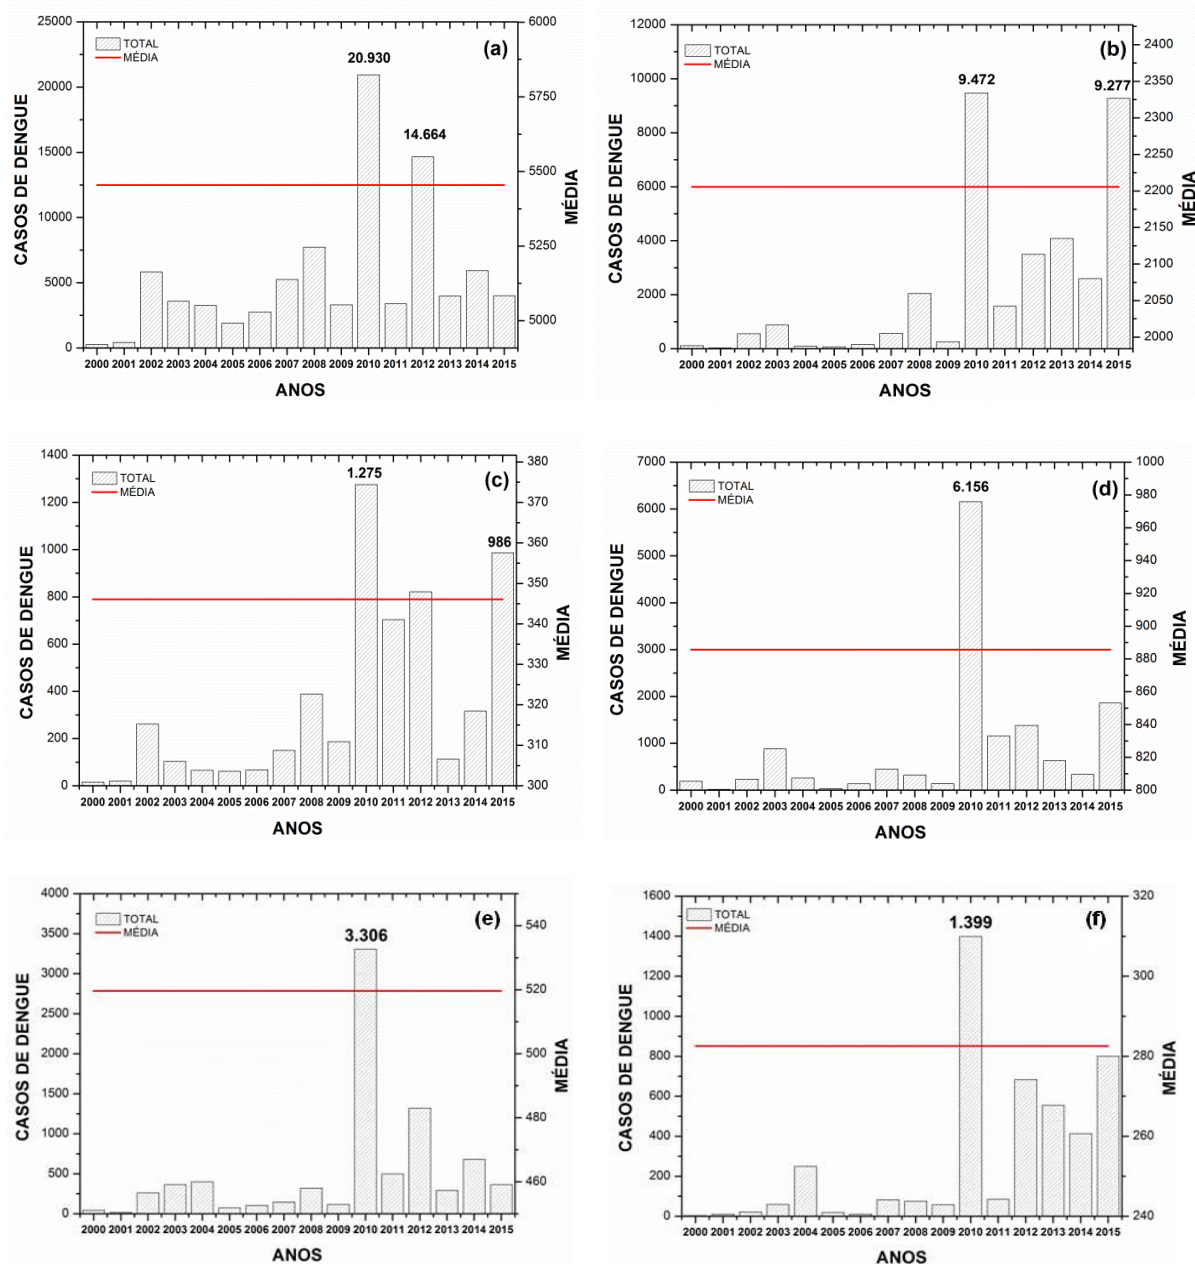 (a)
TOTAL
MÉDIA
20.930
14.664
25000
20000
15000
10000
5000
0
6000
5750
5500
5250
5000
CASOS DE DENGUE
MÉDIA
2000 2001 2002 2003 2004 2005 2006 2007 2008 2009 2010 2011 2012 2013 2014 2015
ANOS
(b)
TOTAL
MÉDIA
9.472
9.277
12000
10000
8000
6000
4000
2000
0
2400
2350
2300
2250
2200
2150
2100
2050
2000
CASOS DE DENGUE
MÉDIA
2000 2001 2002 2003 2004 2005 2006 2007 2008 2009 2010 2011 2012 2013 2014 2015
ANOS
(c)
TOTAL
MÉDIA
1.275
986
1400
1200
1000
800
600
400
200
0
380
370
360
350
340
330
320
310
300
CASOS DE DENGUE
MÉDIA
2000 2001 2002 2003 2004 2005 2006 2007 2008 2009 2010 2011 2012 2013 2014 2015
ANOS
(d)
TOTAL
MÉDIA
6.156
7000
6000
5000
4000
3000
2000
1000
0
1000
980
960
940
920
900
880
860
840
820
800
CASOS DE DENGUE
MÉDIA
2000 2001 2002 2003 2004 2005 2006 2007 2008 2009 2010 2011 2012 2013 2014 2015
ANOS
(e)
TOTAL
MÉDIA
3.306
4000
3500
3000
2500
2000
1500
1000
500
0
540
520
500
480
460
CASOS DE DENGUE
MÉDIA
2000 2001 2002 2003 2004 2005 2006 2007 2008 2009 2010 2011 2012 2013 2014 2015
ANOS
(f)
TOTAL
MÉDIA
1.399
1600
1400
1200
1000
800
600
400
200
0
320
300
280
260
240
CASOS DE DENGUE
MÉDIA
2000 2001 2002 2003 2004 2005 2006 2007 2008 2009 2010 2011 2012 2013 2014 2015
ANOS